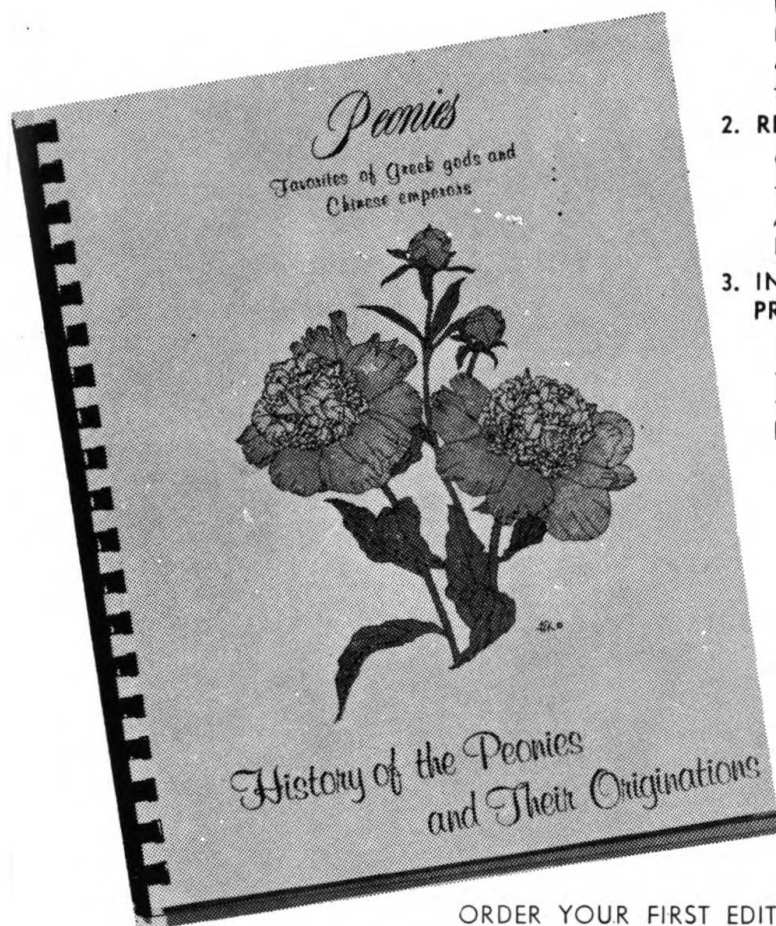 Peonies
Favorites of Greek gods and
Chinese emperors
History of the Peonies
and Their Originations
2.
3. IN
ORDER YOUR FIRST EDIT